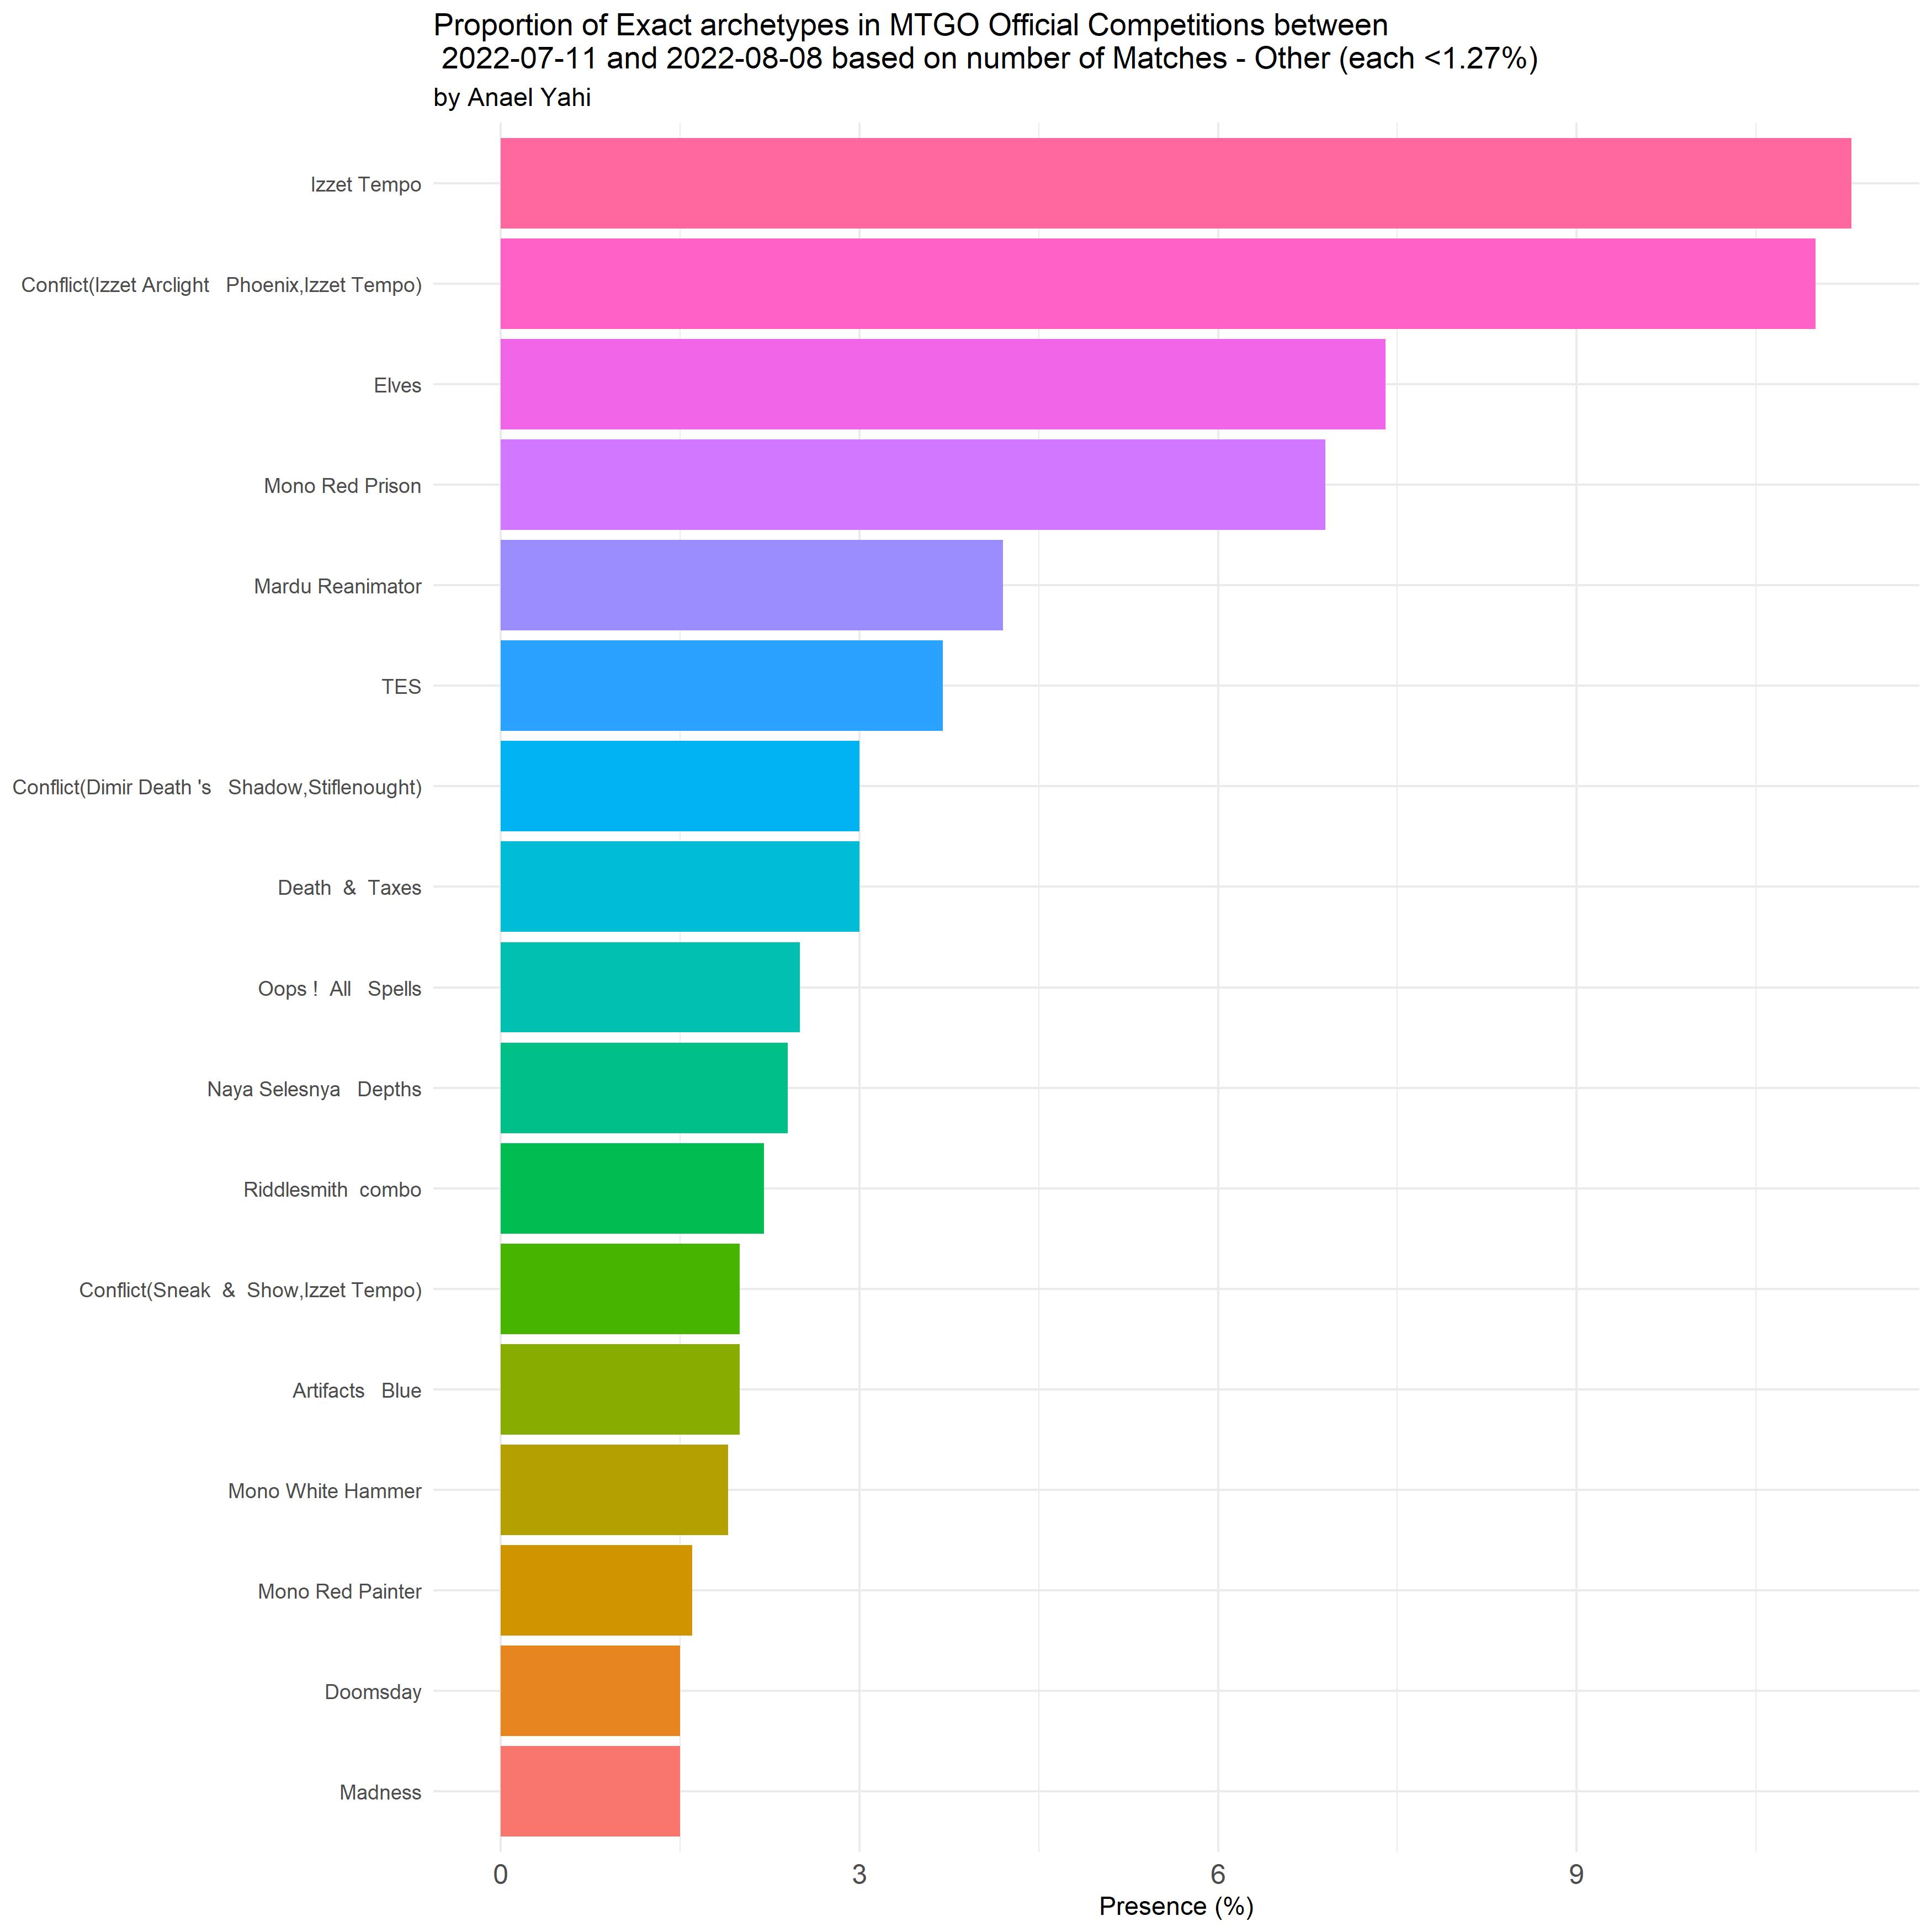 Proportion of Exact archetypes in MTGO Official Competitions between
2022-07-11 and 2022-08-08 based on number of Matches - Other (each <1.27%)
by Anael Yahi
Izzet Tempo
Conflict(Izzet Arclight   Phoenix,Izzet Tempo)
Elves
Mono Red Prison
Mardu Reanimator
TES
Conflict(Dimir Death 's   Shadow,Stiflenought)
Death  &  Taxes
Oops !  All   Spells
Naya Selesnya   Depths
Riddlesmith  combo
Conflict(Sneak  &  Show,Izzet Tempo)
Artifacts   Blue
Mono White Hammer
Mono Red Painter
Doomsday
Madness
0 3 6 9
Presence (%)